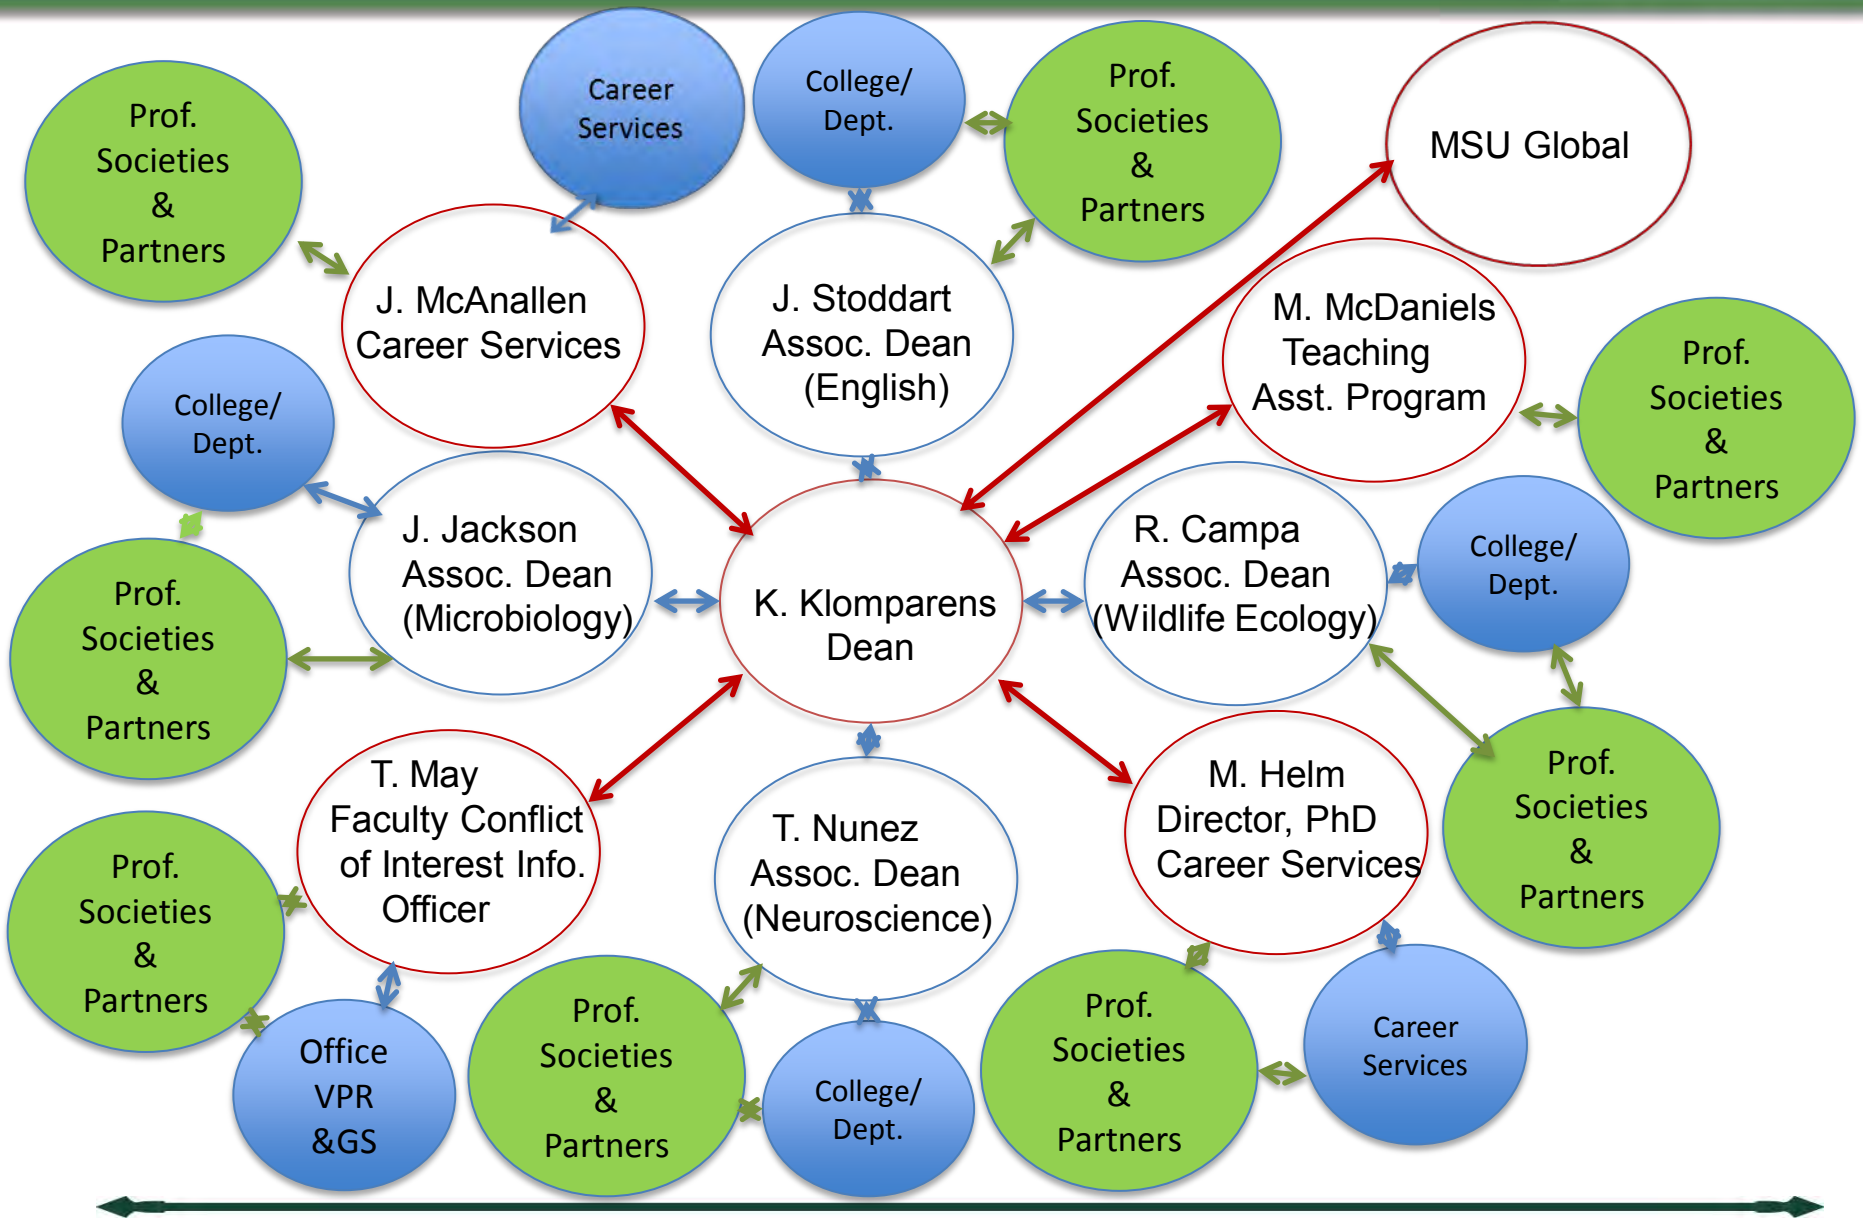 Prof.
Societies
&
Partners
Career
Services
College/
Dept.
Prof.
Societies
&
Partners
MSU Global
J. McAnallen
Career Services
J. Stoddart
Assoc. Dean
(English)
M. McDaniels
Teaching
Asst. Program
Prof.
Societies
&
Partners
College/
Dept.
J. Jackson
Assoc. Dean
(Microbiology)
K. Klomparens
Dean
R. Campa
Assoc. Dean
(Wildlife Ecology)
College/
Dept.
Prof.
Societies
&
Partners
T. May
Faculty Conflict
of Interest Info.
Officer
T. Nunez
Assoc. Dean
(Neuroscience)
M. Helm
Director, PhD
Career Services
Prof.
Societies
&
Partners
Prof.
Societies
&
Partners
Office
VPR
&GS
Prof.
Societies
&
Partners
College/
Dept.
Prof.
Societies
&
Partners
Career
Services